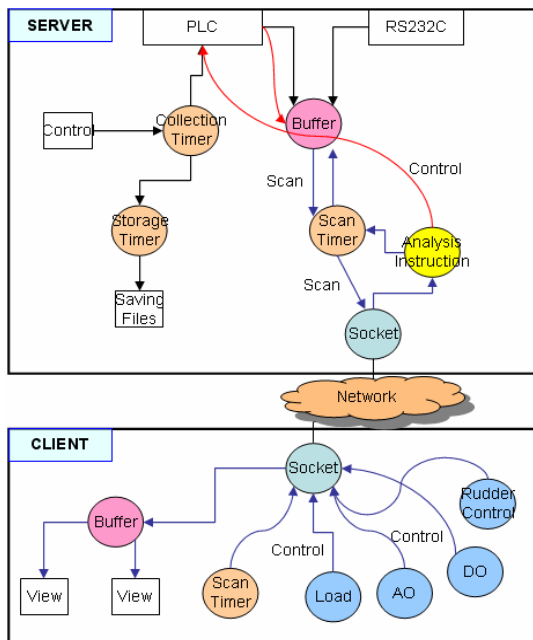 SERVER
PLC
RS232C
Control
Collection
Timer
Buffer
Scan
Control
Storage
Timer
Scan
Timer
Analysis
Instruction
Scan
Saving
Files
Socket
Network
CLIENT
Socket
Rudder
Control
Buffer
Control
Control
View
View
Scan
Timer
Load
AO
DO